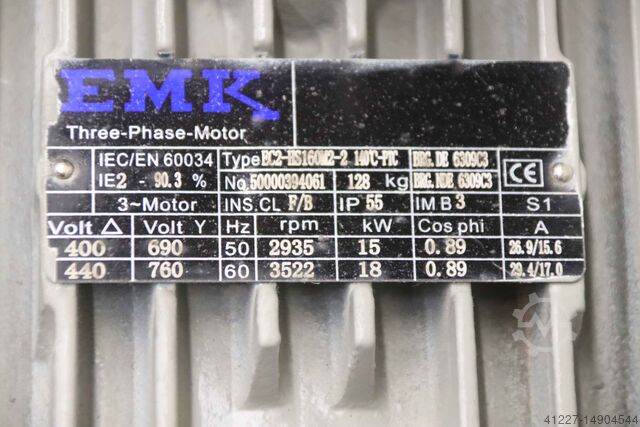 EMK
Three-Phase-Motor
IEC/EN 60034 Type EC2-HS160M2-2 140°C-PTC BRG. DE 6309C3
IE2 - 90.3 % No. 50000394061 128 kg BRG. NDE 6309C3 CE
3~Motor INS.CL F/B IP 55 IM B3 S1
Volt △ Volt Y Hz rpm kW Cos phi A
400 690 50 2935 15 0.89 26.9/15.6
440 760 60 3522 18 0.89 29.4/17.0
41227-14904544